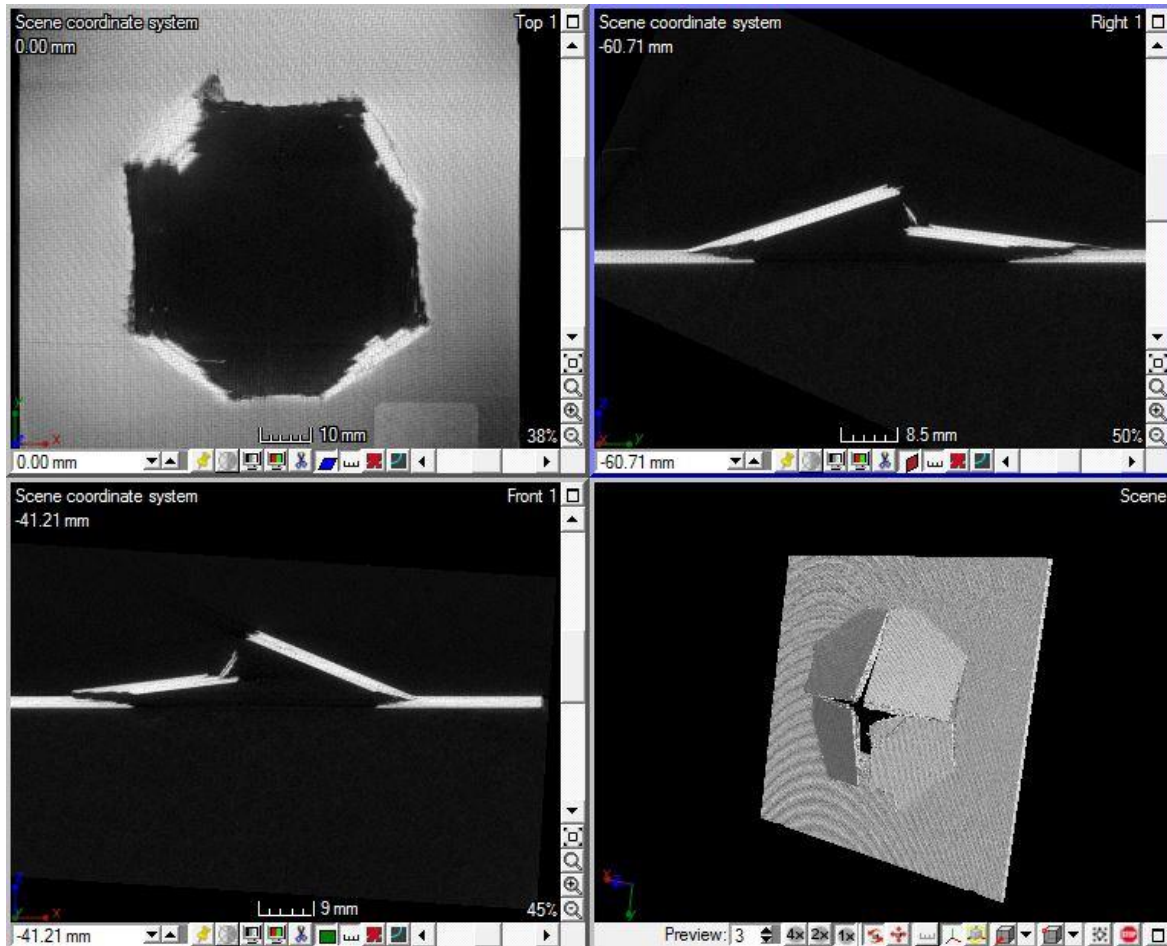 Scene coordinate system
Top 1
0.00 mm
10 mm
38%
0.00 mm
Scene coordinate system
Right 1
-60.71 mm
8.5 mm
50%
-60.71 mm
Scene coordinate system
Front 1
-41.21 mm
9 mm
45%
-41.21 mm
Scene
Preview: 3
4x 2x 1x